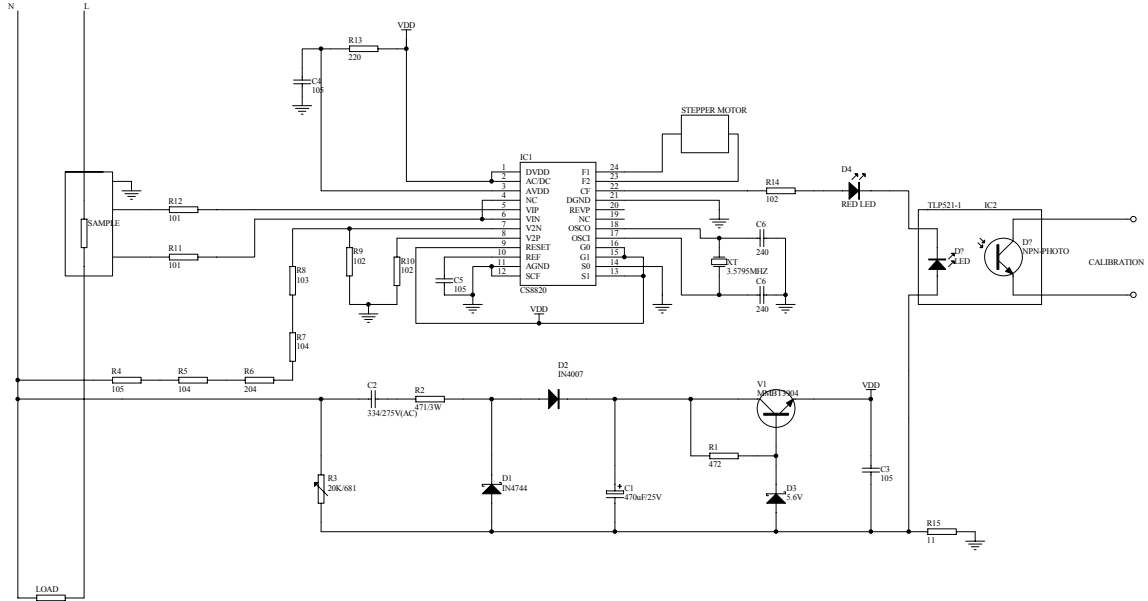 N
L
VDD
R13
220
C4
105
STEPPER MOTOR
IC1
1 DVDD F1 24
2 AC/DC F2 23
3 AVDD CF 22
4 NC DGND 21
5 VIP REVP 20
6 VIN NC 19
7 V2N OSCO 18
8 V2P OSCI 17
9 RESET G0 16
10 REF G1 15
11 AGND S0 14
12 SCF S1 13
CS8820
R14
102
D4
RED LED
TLP521-1
IC2
D?
LED
D?
NPN-PHOTO
CALIBRATION
SAMPLE
R12
101
R11
101
R9
102
R10
102
C5
105
R8
103
R7
104
C6
240
XT
3.5795MHZ
C6
240
VDD
R4
105
R5
104
R6
204
C2
334/275V(AC)
R2
471/3W
D2
IN4007
V1
MMBT3904
VDD
R1
472
R3
20K/681
D1
IN4744
C1
470uF/25V
+
D3
5.6V
C3
105
R15
11
LOAD